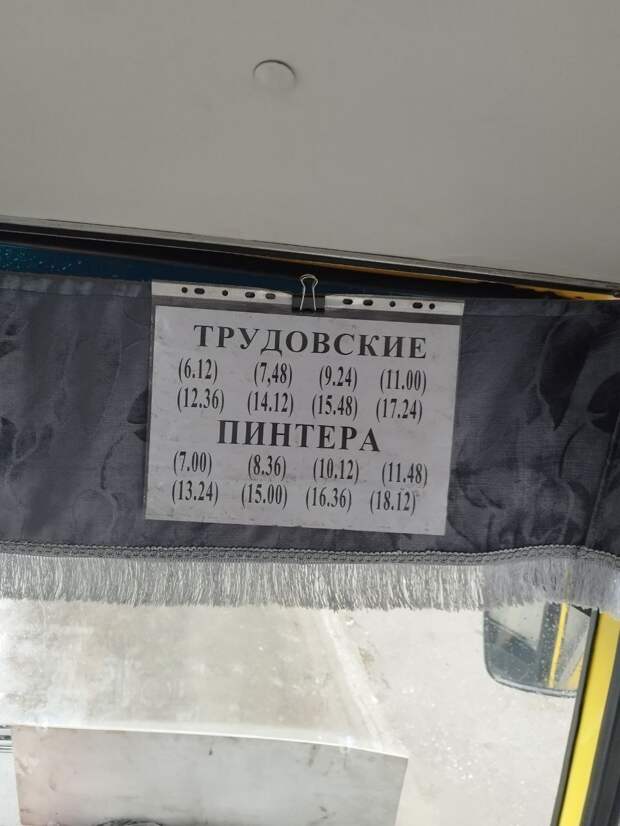 ТРУДОВСКИЕ
(6.12) (7,48) (9.24) (11.00)
(12.36) (14.12) (15.48) (17.24)
ПИНТЕРА
(7.00) (8.36) (10.12) (11.48)
(13.24) (15.00) (16.36) (18.12)